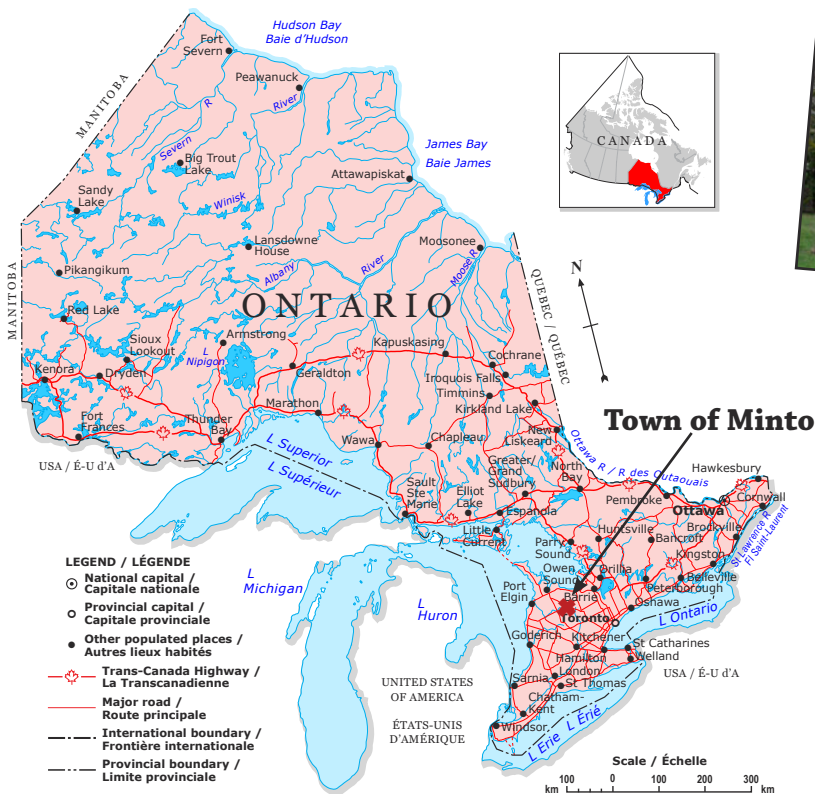 Hudson Bay
Baie d'Hudson
Fort
Severn
Peawanuck
MANITOBA
Severn R
River
CANADA
James Bay
Baie James
Big Trout
Lake
Attawapiskat
Sandy
Lake
Winisk
Lansdowne
House
Moosonee
Pikangikum
Albany
River
Moose R
N
MANITOBA
ONTARIO
QUEBEC / QUÉBEC
Red Lake
Sioux
Lookout
Armstrong
L
Nipigon
Kapuskasing
Cochrane
Kenora
Dryden
Geraldton
Iroquois Falls
Timmins
Marathon
Kirkland Lake
Fort
Frances
Thunder
Bay
Wawa
Chapleau
New
Liskeard
Town of Minto
L Superior
L Supérieur
USA / É-U d'A
Ottawa R / R des Outaouais
Greater/
Grand
Sudbury
North
Bay
Hawkesbury
Sault
Ste
Marie
Elliot
Lake
Espanola
Pembroke
Ottawa
Cornwall
Little
Current
Huntsville
Brockville
St Lawrence R
Fl Saint-Laurent
Parry
Sound
Bancroft
Kingston
LEGEND / LÉGENDE
National capital /
Capitale nationale
Provincial capital /
Capitale provinciale
Other populated places /
Autres lieux habités
Trans-Canada Highway /
La Transcanadienne
Major road /
Route principale
International boundary /
Frontière internationale
Provincial boundary /
Limite provinciale
L
Michigan
L
Huron
Owen
Sound
Orillia
Belleville
Port
Elgin
Barrie
Peterborough
Oshawa
Toronto
L Ontario
Goderich
Kitchener
St Catharines
Hamilton
Welland
London
USA / É-U d'A
Sarnia
St Thomas
UNITED STATES
OF AMERICA
ÉTATS-UNIS
D'AMÉRIQUE
Chatham-
Kent
Windsor
L Erie L Érié
Scale / Échelle
100 0 100 200 300
km km